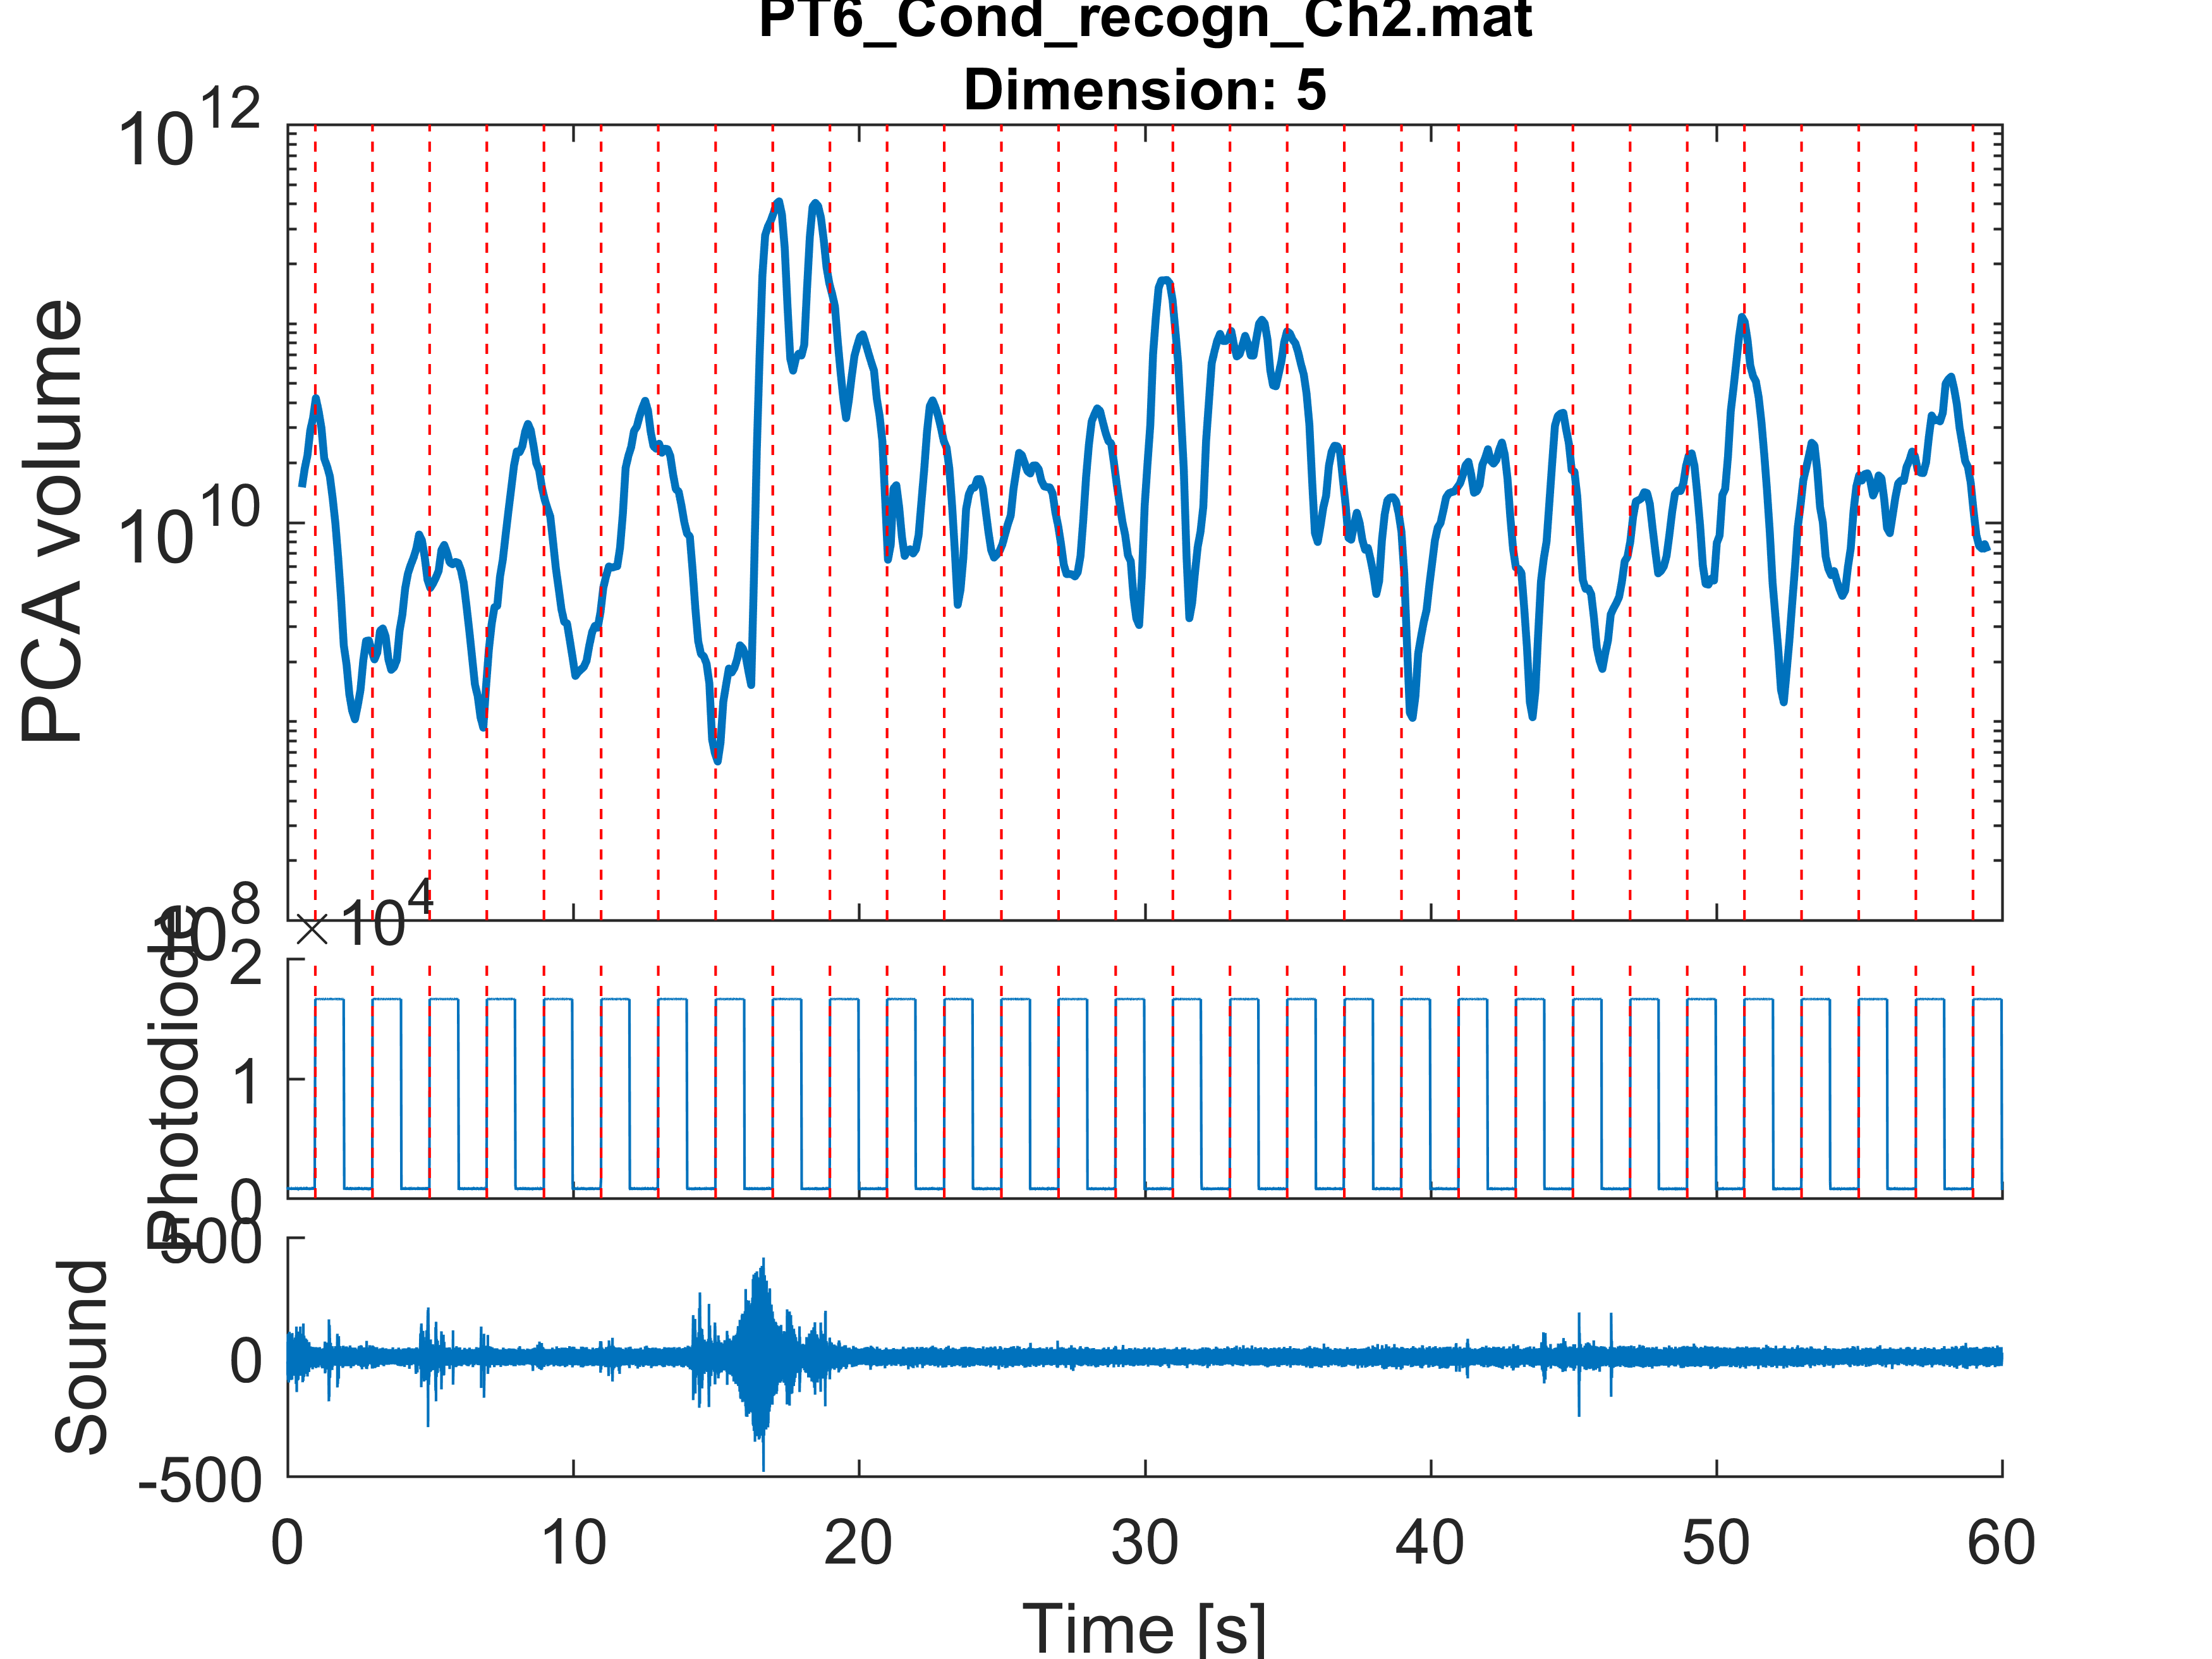 PT6_Cond_recogn_Ch2.mat
Dimension: 5
10^12
10^10
10^8
PCA volume
×10^4
2
1
0
Photodiode
500
0
-500
Sound
0 10 20 30 40 50 60
Time [s]